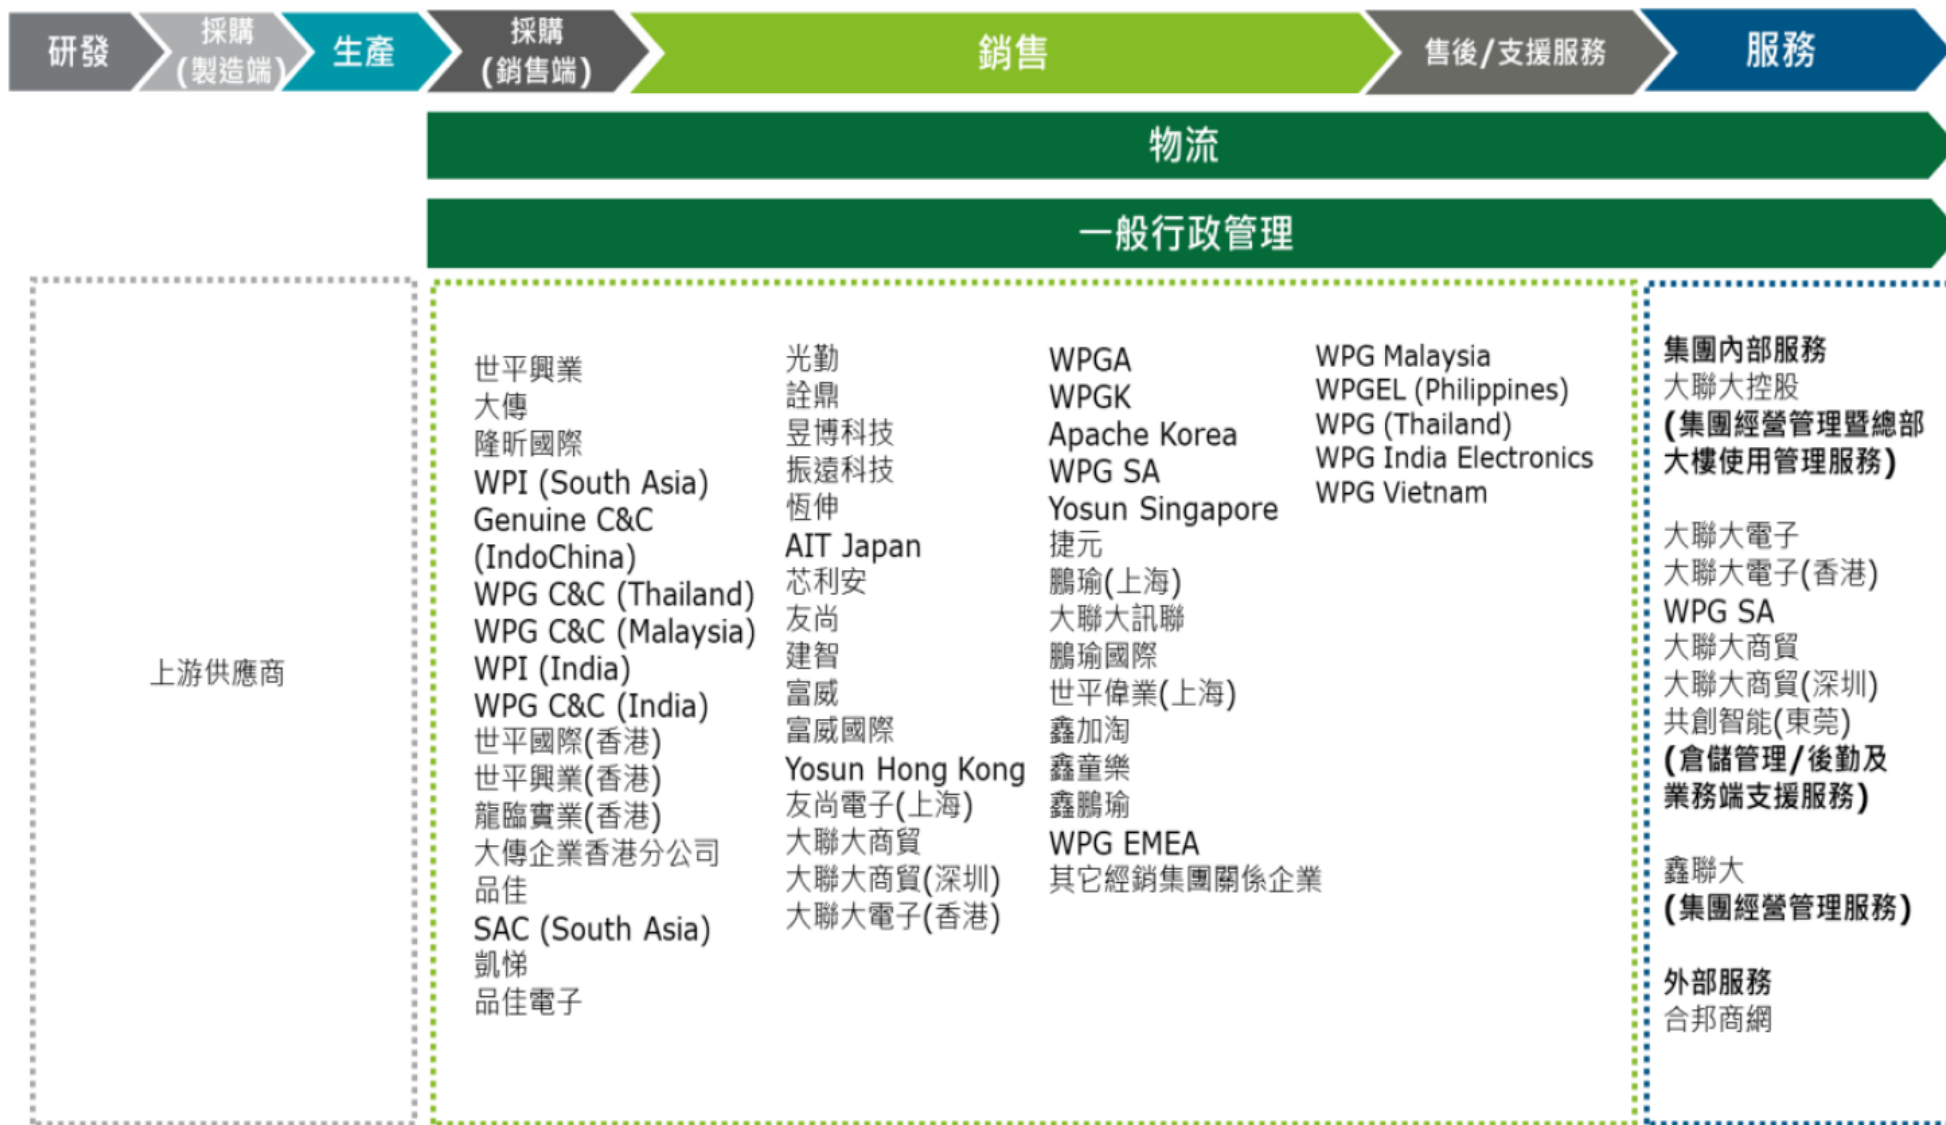 研發
採購
(製造端)
生產
採購
(銷售端)
銷售
售後/支援服務
服務
物流
一般行政管理
上游供應商
世平興業
大傳
隆昕國際
WPI (South Asia)
Genuine C&C
(IndoChina)
WPG C&C (Thailand)
WPG C&C (Malaysia)
WPI (India)
WPG C&C (India)
世平國際(香港)
世平興業(香港)
龍臨實業(香港)
大傳企業香港分公司
品佳
SAC (South Asia)
凱悌
品佳電子
光勤
詮鼎
昱博科技
振遠科技
恆伸
AIT Japan
芯利安
友尚
建智
富威
富威國際
Yosun Hong Kong
友尚電子(上海)
大聯大商貿
大聯大商貿(深圳)
大聯大電子(香港)
WPGA
WPGK
Apache Korea
WPG SA
Yosun Singapore
捷元
鵬瑜(上海)
大聯大訊聯
鵬瑜國際
世平偉業(上海)
鑫加淘
鑫童樂
鑫鵬瑜
WPG EMEA
其它經銷集團關係企業
WPG Malaysia
WPGEL (Philippines)
WPG (Thailand)
WPG India Electronics
WPG Vietnam
集團內部服務
大聯大控股
(集團經營管理暨總部
大樓使用管理服務)
大聯大電子
大聯大電子(香港)
WPG SA
大聯大商貿
大聯大商貿(深圳)
共創智能(東莞)
(倉儲管理/後勤及
業務端支援服務)
鑫聯大
(集團經營管理服務)
外部服務
合邦商網